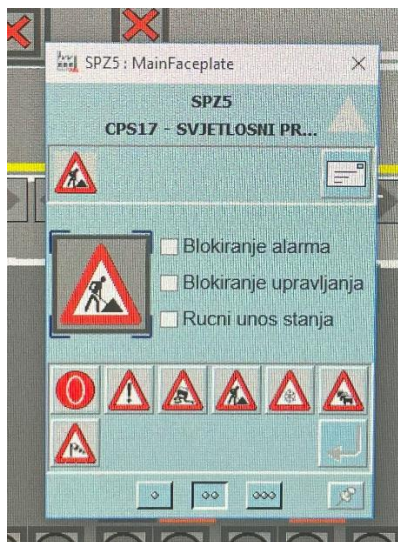 SPZ5 : MainFaceplate
SPZ5
CPS17 - SVJETLOSNI PR...
Blokiranje alarma
Blokiranje upravljanja
Rucni unos stanja